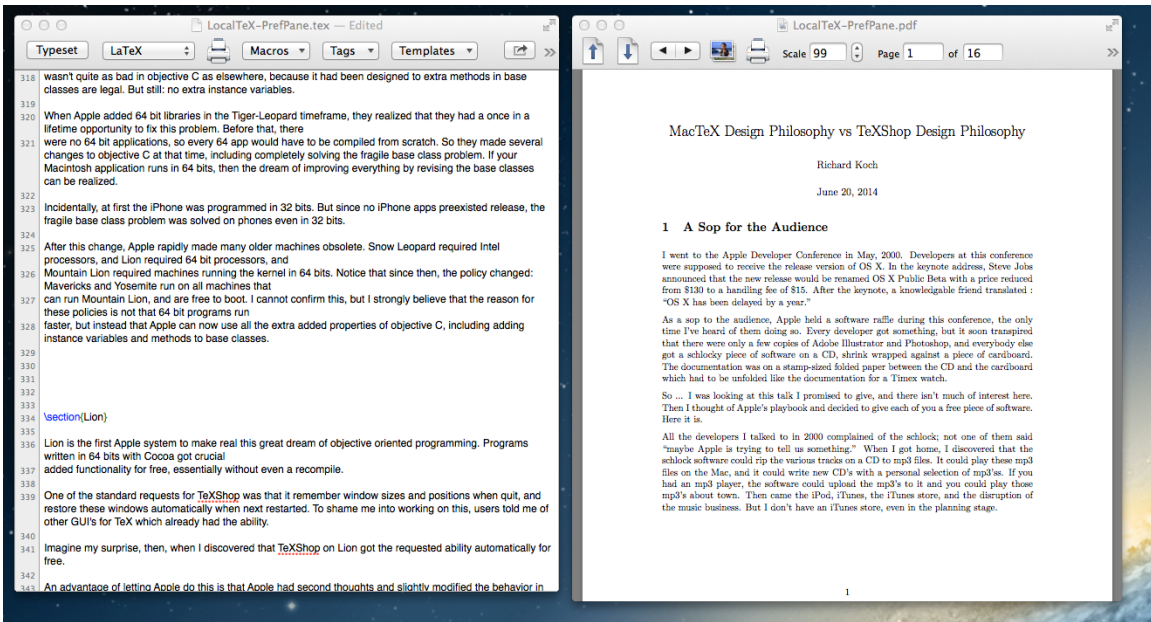 LocalTeX-PrefPane.tex — Edited
Typeset LaTeX Macros Tags Templates
318 wasn't quite as bad in objective C as elsewhere, because it had been designed to extra methods in base
classes are legal. But still: no extra instance variables.
319
320 When Apple added 64 bit libraries in the Tiger-Leopard timeframe, they realized that they had a once in a
lifetime opportunity to fix this problem. Before that, there
321 were no 64 bit applications, so every 64 app would have to be compiled from scratch. So they made several
changes to objective C at that time, including completely solving the fragile base class problem. If your
Macintosh application runs in 64 bits, then the dream of improving everything by revising the base classes
can be realized.
322
323 Incidentally, at first the iPhone was programmed in 32 bits. But since no iPhone apps preexisted release, the
fragile base class problem was solved on phones even in 32 bits.
324
325 After this change, Apple rapidly made many older machines obsolete. Snow Leopard required Intel
processors, and Lion required 64 bit processors, and
326 Mountain Lion required machines running the kernel in 64 bits. Notice that since then, the policy changed:
Mavericks and Yosemite run on all machines that
327 can run Mountain Lion, and are free to boot. I cannot confirm this, but I strongly believe that the reason for
these policies is not that 64 bit programs run
328 faster, but instead that Apple can now use all the extra added properties of objective C, including adding
instance variables and methods to base classes.
329
330
331
332
333
334 \section{Lion}
335
336 Lion is the first Apple system to make real this great dream of objective oriented programming. Programs
written in 64 bits with Cocoa got crucial
337 added functionality for free, essentially without even a recompile.
338
339 One of the standard requests for TeXShop was that it remember window sizes and positions when quit, and
restore these windows automatically when next restarted. To shame me into working on this, users told me of
other GUI's for TeX which already had the ability.
340
341 Imagine my surprise, then, when I discovered that TeXShop on Lion got the requested ability automatically for
free.
342
343 An advantage of letting Apple do this is that Apple had second thoughts and slightly modified the behavior in
LocalTeX-PrefPane.pdf
Scale 99 Page 1 of 16
MacTeX Design Philosophy vs TeXShop Design Philosophy
Richard Koch
June 20, 2014
1 A Sop for the Audience
I went to the Apple Developer Conference in May, 2000. Developers at this conference
were supposed to receive the release version of OS X. In the keynote address, Steve Jobs
announced that the new release would be renamed OS X Public Beta with a price reduced
from $130 to a handling fee of $15. After the keynote, a knowledgable friend translated :
“OS X has been delayed by a year.”
As a sop to the audience, Apple held a software raffle during this conference, the only
time I've heard of them doing so. Every developer got something, but it soon transpired
that there were only a few copies of Adobe Illustrator and Photoshop, and everybody else
got a schlocky piece of software on a CD, shrink wrapped against a piece of cardboard.
The documentation was on a stamp-sized folded paper between the CD and the cardboard
which had to be unfolded like the documentation for a Timex watch.
So ... I was looking at this talk I promised to give, and there isn't much of interest here.
Then I thought of Apple's playbook and decided to give each of you a free piece of software.
Here it is.
All the developers I talked to in 2000 complained of the schlock; not one of them said
“maybe Apple is trying to tell us something.” When I got home, I discovered that the
schlock software could rip the various tracks on a CD to mp3 files. It could play these mp3
files on the Mac, and it could write new CD's with a personal selection of mp3'ss. If you
had an mp3 player, the software could upload the mp3's to it and you could play those
mp3's about town. Then came the iPod, iTunes, the iTunes store, and the disruption of
the music business. But I don't have an iTunes store, even in the planning stage.
1